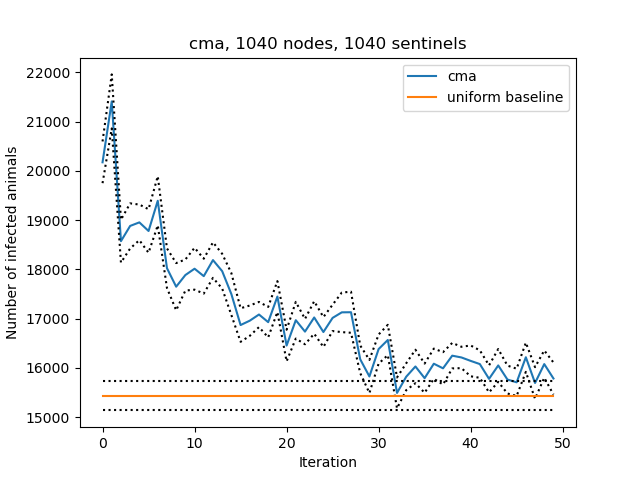 cma, 1040 nodes, 1040 sentinels
cma
uniform baseline
Number of infected animals
22000
21000
20000
19000
18000
17000
16000
15000
0
10
20
30
40
50
Iteration